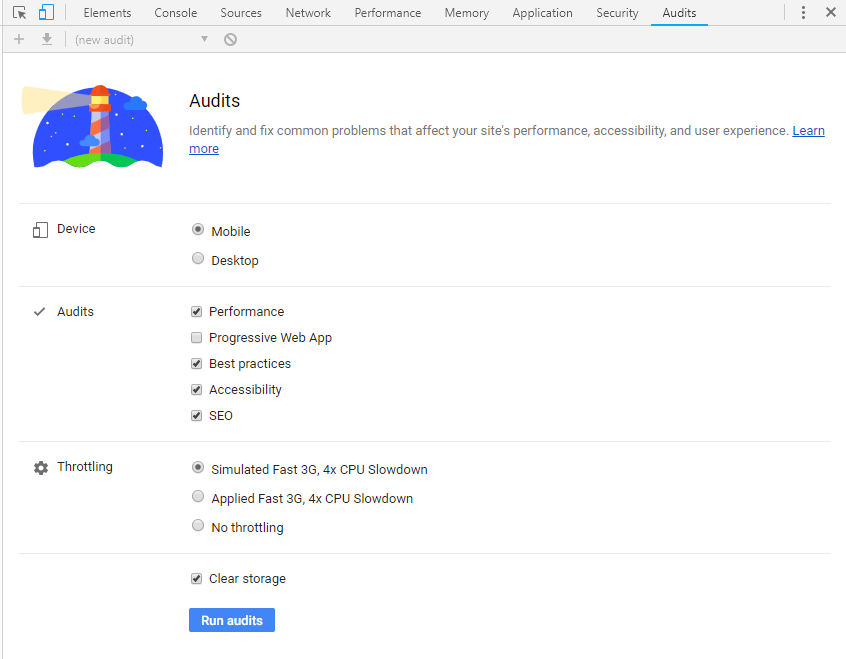 Elements Console Sources Network Performance Memory Application Security Audits
(new audit)
Audits
Identify and fix common problems that affect your site's performance, accessibility, and user experience. Learn
more
Device
Mobile
Desktop
Audits
Performance
Progressive Web App
Best practices
Accessibility
SEO
Throttling
Simulated Fast 3G, 4x CPU Slowdown
Applied Fast 3G, 4x CPU Slowdown
No throttling
Clear storage
Run audits